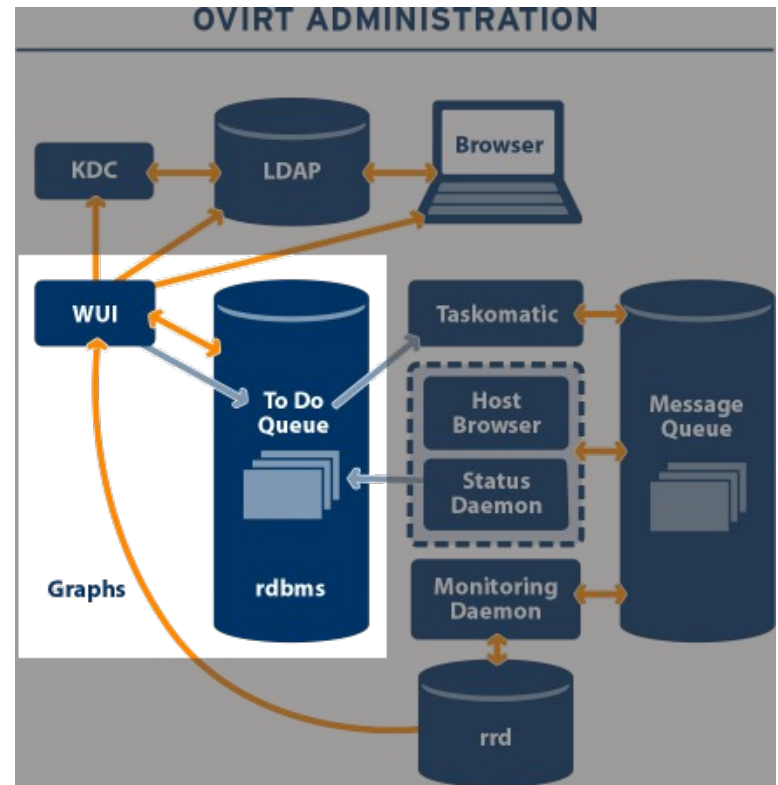 OVIRT ADMINISTRATION
KDC
LDAP
Browser
WUI
To Do
Queue
rdbms
Graphs
Taskomatic
Host
Browser
Status
Daemon
Monitoring
Daemon
Message
Queue
rrd